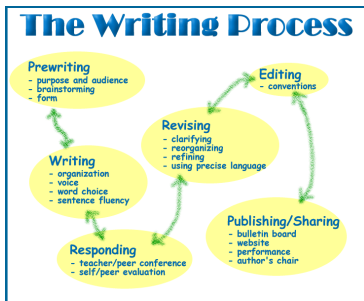 The Writing Process
Prewriting
- purpose and audience
- brainstorming
- form
Writing
- organization
- voice
- word choice
- sentence fluency
Responding
- teacher/peer conference
- self/peer evaluation
Revising
- clarifying
- reorganizing
- refining
- using precise language
Editing
- conventions
Publishing/Sharing
- bulletin board
- website
- performance
- author's chair